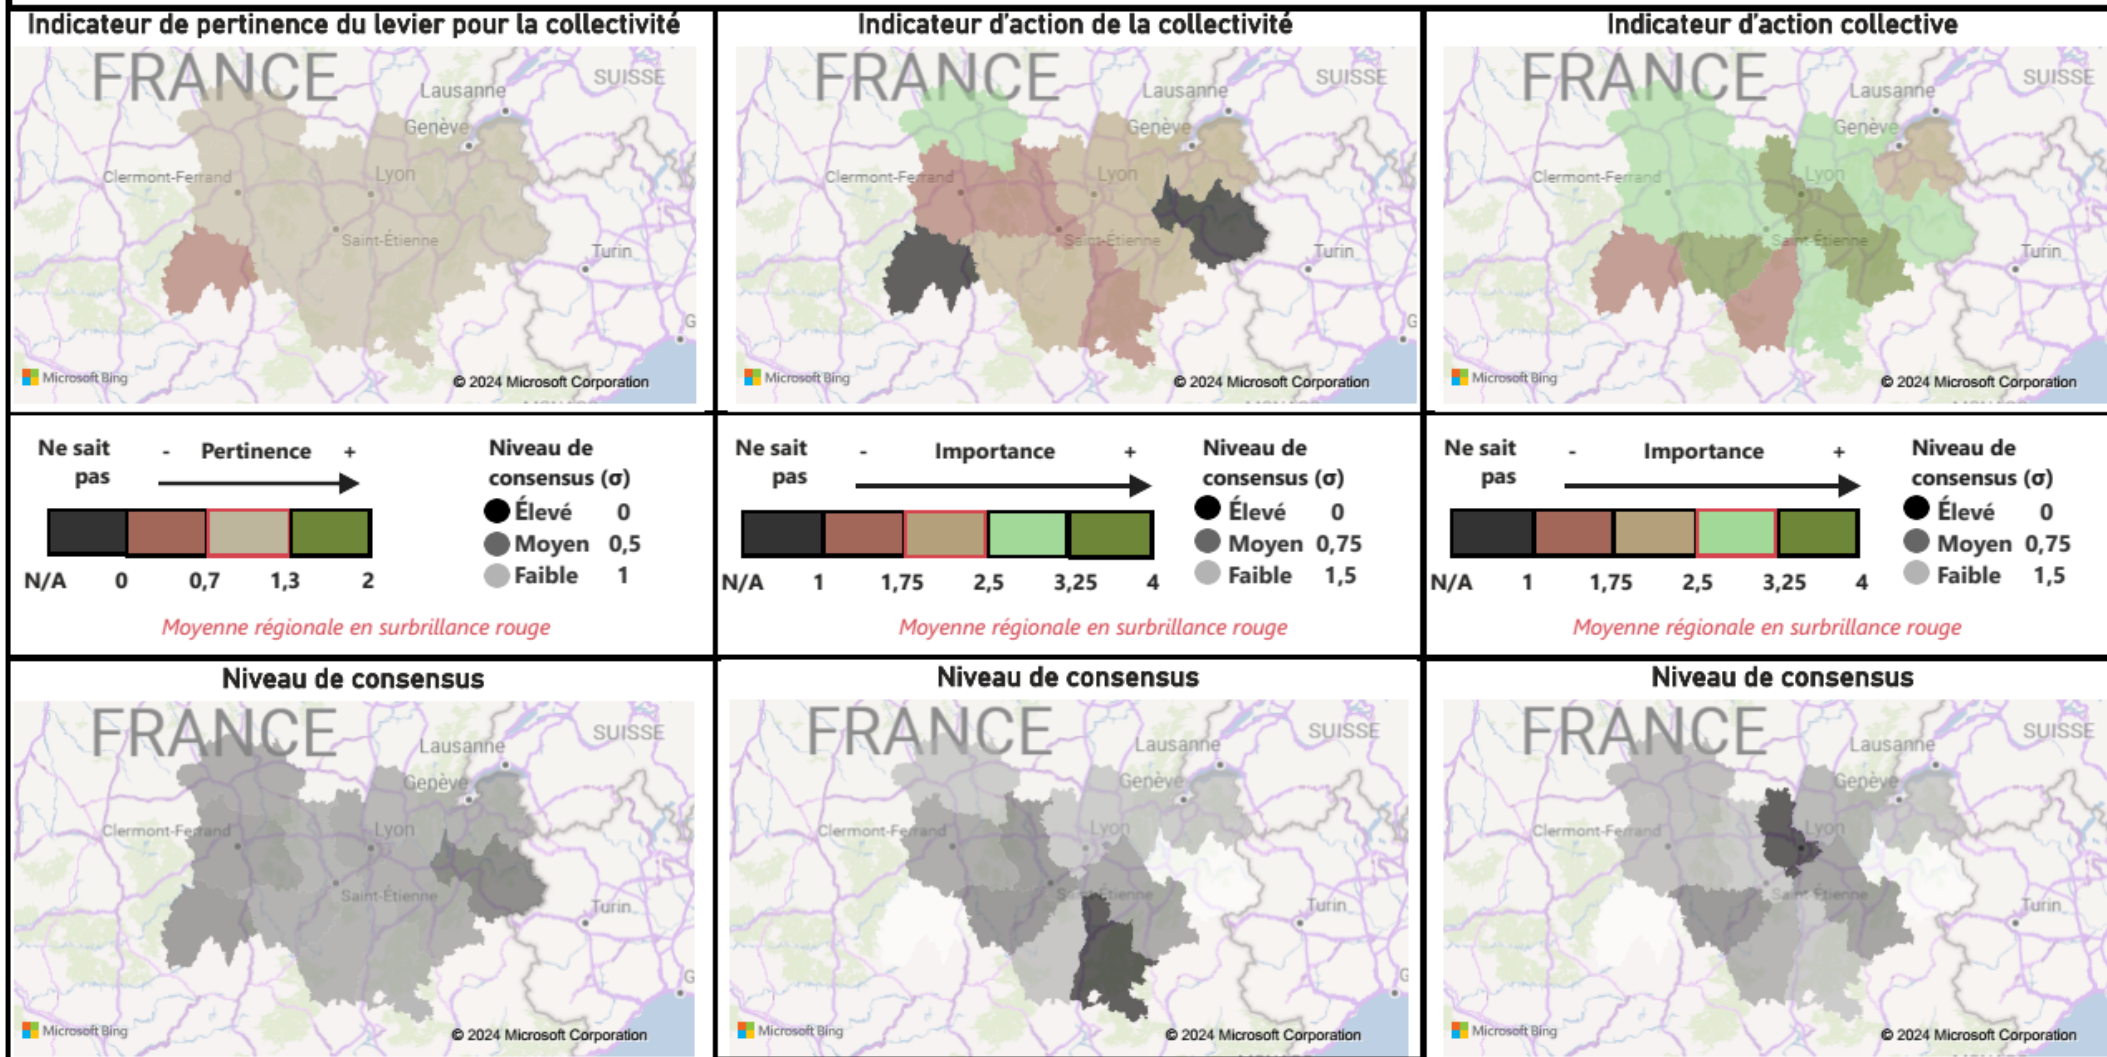 Indicateur de pertinence du levier pour la collectivité
FRANCE
SUISSE
Lausanne
Genève
Clermont-Ferrand
Lyon
Saint-Étienne
Turin
G
Microsoft Bing
© 2024 Microsoft Corporation
Indicateur d'action de la collectivité
FRANCE
SUISSE
Lausanne
Genève
Clermont-Ferrand
Lyon
Saint-Étienne
Turin
G
Microsoft Bing
© 2024 Microsoft Corporation
Indicateur d'action collective
FRANCE
SUISSE
Lausanne
Genève
Clermont-Ferrand
Lyon
Saint-Étienne
Turin
Microsoft Bing
© 2024 Microsoft Corporation
Ne sait pas
- Pertinence +
N/A 0 0,7 1,3 2
Niveau de
consensus (σ)
Élevé 0
Moyen 0,5
Faible 1
Moyenne régionale en surbrillance rouge
Ne sait pas
- Importance +
N/A 1 1,75 2,5 3,25 4
Niveau de
consensus (σ)
Élevé 0
Moyen 0,75
Faible 1,5
Moyenne régionale en surbrillance rouge
Ne sait pas
- Importance +
N/A 1 1,75 2,5 3,25 4
Niveau de
consensus (σ)
Élevé 0
Moyen 0,75
Faible 1,5
Moyenne régionale en surbrillance rouge
Niveau de consensus
FRANCE
SUISSE
Lausanne
Genève
Clermont-Ferrand
Lyon
Saint-Étienne
Turin
G
Microsoft Bing
© 2024 Microsoft Corporation
Niveau de consensus
FRANCE
SUISSE
Lausanne
Genève
Clermont-Ferrand
Lyon
Saint-Étienne
Turin
G
Microsoft Bing
© 2024 Microsoft Corporation
Niveau de consensus
FRANCE
SUISSE
Lausanne
Genève
Clermont-Ferrand
Lyon
Saint-Étienne
Turin
Microsoft Bing
© 2024 Microsoft Corporation